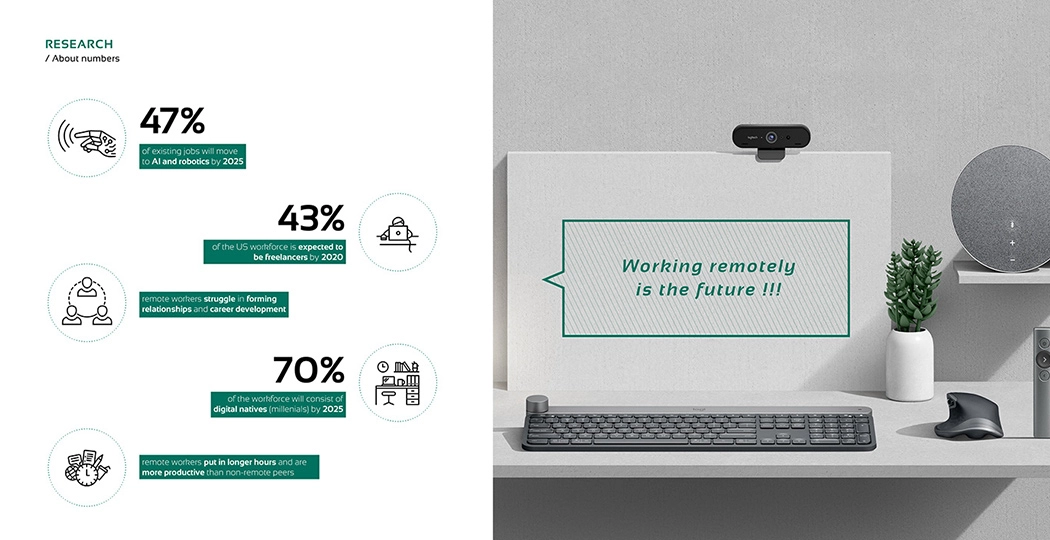 RESEARCH
/ About numbers
47%
of existing jobs will move
to AI and robotics by 2025
43%
of the US workforce is expected to
be freelancers by 2020
remote workers struggle in forming
relationships and career development
70%
of the workforce will consist of
digital natives (millenials) by 2025
remote workers put in longer hours and are
more productive than non-remote peers
logitech
Working remotely
is the future !!!